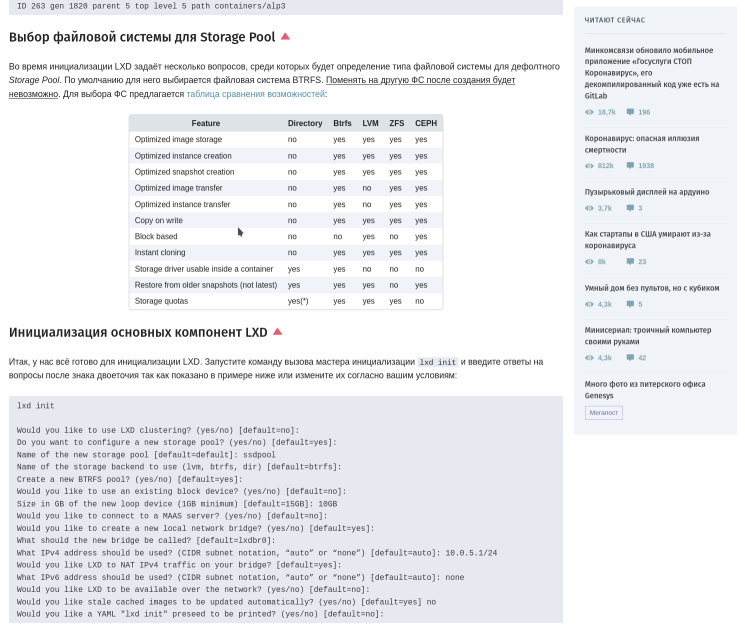 ID 263 gen 1820 parent 5 top level 5 path containers/alp3
Выбор файловой системы для Storage Pool
Во время инициализации LXD задаёт несколько вопросов, среди которых будет определение типа файловой системы для дефолтного
Storage Pool. По умолчанию для него выбирается файловая система BTRFS. Поменять на другую ФС после создания будет
невозможно. Для выбора ФС предлагается таблица сравнения возможностей:
Feature Directory Btrfs LVM ZFS CEPH
Optimized image storage no yes yes yes yes
Optimized instance creation no yes yes yes yes
Optimized snapshot creation no yes yes yes yes
Optimized image transfer no yes no yes yes
Optimized instance transfer no yes no yes yes
Copy on write no yes yes yes yes
Block based no no yes no yes
Instant cloning no yes yes yes yes
Storage driver usable inside a container yes yes no no no
Restore from older snapshots (not latest) yes yes yes no yes
Storage quotas yes(*) yes yes yes no
Инициализация основных компонент LXD
Итак, у нас всё готово для инициализации LXD. Запустите команду вызова мастера инициализации lxd init и введите ответы на
вопросы после знака двоеточия так как показано в примере ниже или измените их согласно вашим условиям:
lxd init
Would you like to use LXD clustering? (yes/no) [default=no]:
Do you want to configure a new storage pool? (yes/no) [default=yes]:
Name of the new storage pool [default=default]: ssdpool
Name of the storage backend to use (lvm, btrfs, dir) [default=btrfs]:
Create a new BTRFS pool? (yes/no) [default=yes]:
Would you like to use an existing block device? (yes/no) [default=no]:
Size in GB of the new loop device (1GB minimum) [default=15GB]: 10GB
Would you like to connect to a MAAS server? (yes/no) [default=no]:
Would you like to create a new local network bridge? (yes/no) [default=yes]:
What should the new bridge be called? [default=lxdbr0]:
What IPv4 address should be used? (CIDR subnet notation, “auto” or “none”) [default=auto]: 10.0.5.1/24
Would you like LXD to NAT IPv4 traffic on your bridge? [default=yes]:
What IPv6 address should be used? (CIDR subnet notation, “auto” or “none”) [default=auto]: none
Would you like LXD to be available over the network? (yes/no) [default=no]:
Would you like stale cached images to be updated automatically? (yes/no) [default=yes] no
Would you like a YAML "lxd init" preseed to be printed? (yes/no) [default=no]:
ЧИТАЮТ СЕЙЧАС
Минкомсвязи обновило мобильное
приложение «Госуслуги СТОП
Коронавирус», его
декомпилированный код уже есть на
GitLab
18,7k 196
Коронавирус: опасная иллюзия
смертности
812k 1938
Пузырьковый дисплей на ардуино
3,7k 3
Как стартапы в США умирают из-за
коронавируса
8k 23
Умный дом без пультов, но с кубиком
4,3k 5
Минисериал: троичный компьютер
своими руками
4,3k 42
Много фото из питерского офиса
Genesys
Мегапост